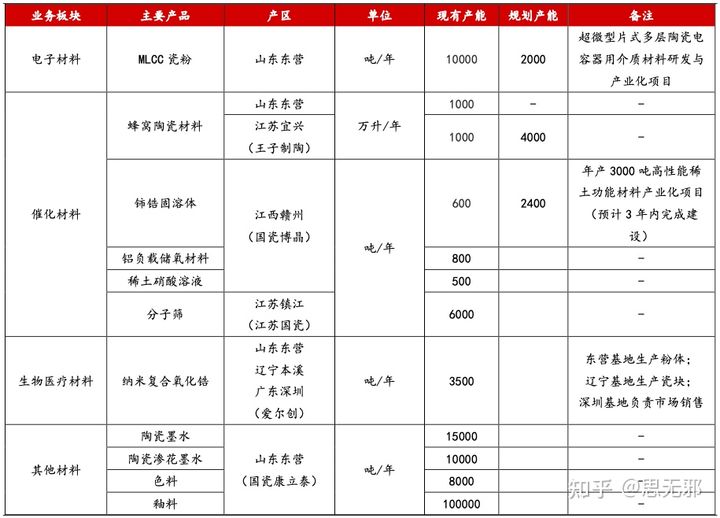 业务板块 主要产品 产区 单位 现有产能 规划产能 备注
电子材料 MLCC 瓷粉 山东东营 吨/年 10000 2000 超微型片式多层陶瓷电
容器用介质材料研发与
产业化项目
催化材料 蜂窝陶瓷材料 山东东营 万升/年 1000 - -
江苏宜兴
(王子制陶) 1000 4000 -
铈锆固溶体 江西赣州
(国瓷博晶) 吨/年 600 2400 年产 3000 吨高性能稀
土功能材料产业化项目
(预计 3 年内完成建
设)
铝负载储氧材料 800 -
稀土硝酸溶液 500 -
分子筛 江苏镇江
(江苏国瓷) 6000 -
生物医疗材料 纳米复合氧化锆 山东东营
辽宁本溪
广东深圳
(爱尔创) 吨/年 3500 东营基地生产粉体;
辽宁基地生产瓷块;
深圳基地负责市场销售
其他材料 陶瓷墨水 山东东营
(国瓷康立泰) 吨/年 15000 -
陶瓷渗花墨水 10000 -
色料 8000 -
釉料 100000 -
知乎 @思无邪